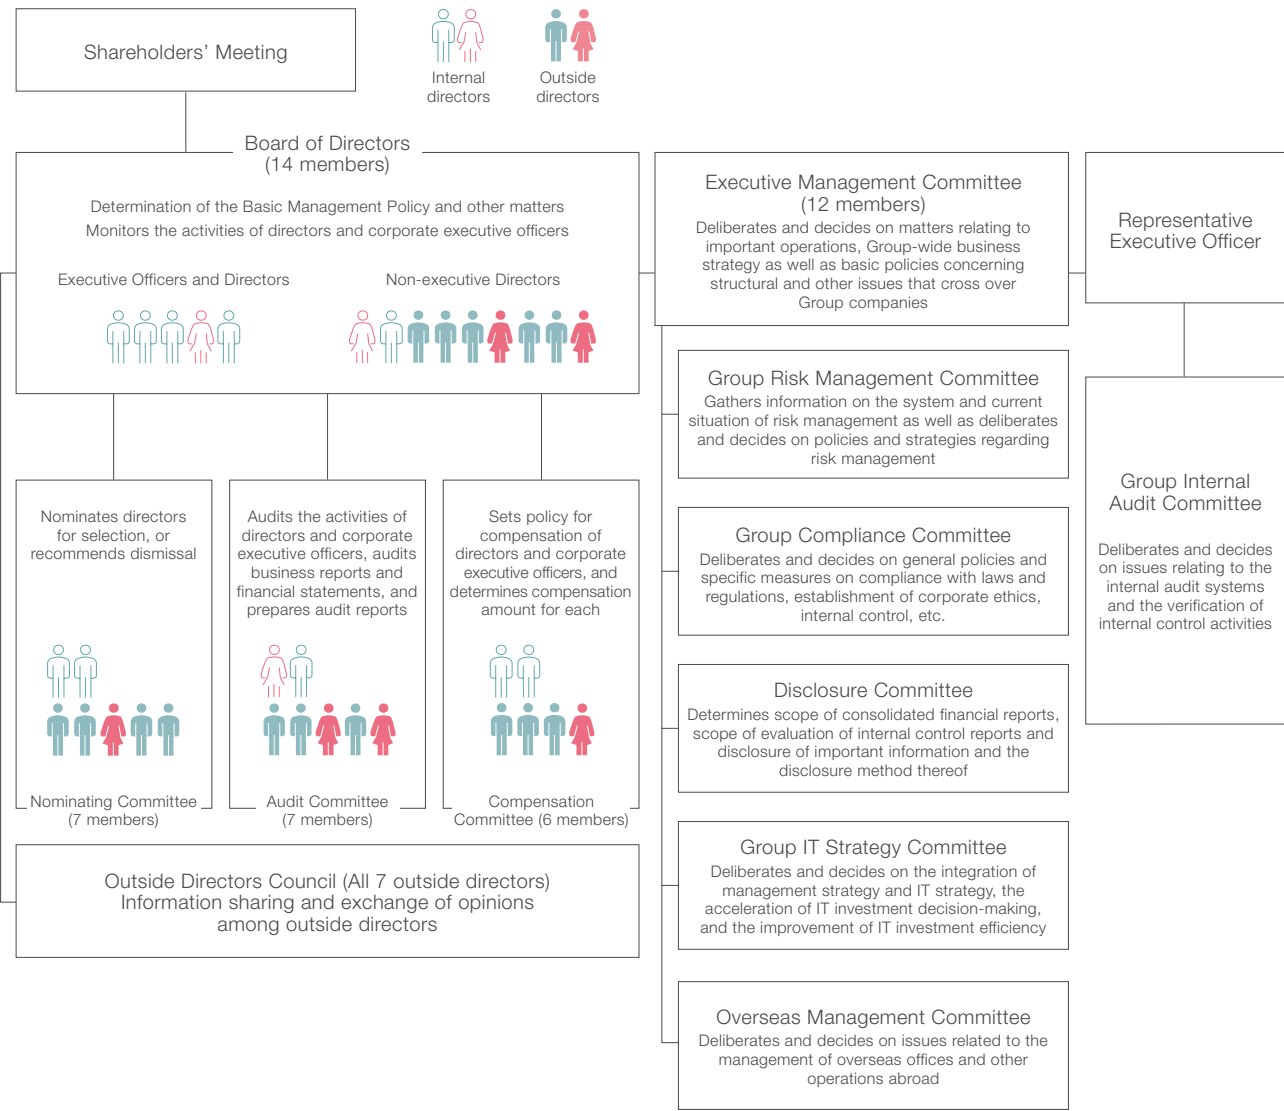 Shareholders’ Meeting
Internal
directors
Outside
directors
Board of Directors
(14 members)
Determination of the Basic Management Policy and other matters
Monitors the activities of directors and corporate executive officers
Executive Officers and Directors
Non-executive Directors
Nominates directors
for selection, or
recommends dismissal
Nominating Committee
(7 members)
Audits the activities of
directors and corporate
executive officers, audits
business reports and
financial statements, and
prepares audit reports
Audit Committee
(7 members)
Sets policy for
compensation of
directors and corporate
executive officers, and
determines compensation
amount for each
Compensation
Committee (6 members)
Outside Directors Council (All 7 outside directors)
Information sharing and exchange of opinions
among outside directors
Executive Management Committee
(12 members)
Deliberates and decides on matters relating to
important operations, Group-wide business
strategy as well as basic policies concerning
structural and other issues that cross over
Group companies
Group Risk Management Committee
Gathers information on the system and current
situation of risk management as well as deliberates
and decides on policies and strategies regarding
risk management
Group Compliance Committee
Deliberates and decides on general policies and
specific measures on compliance with laws and
regulations, establishment of corporate ethics,
internal control, etc.
Disclosure Committee
Determines scope of consolidated financial reports,
scope of evaluation of internal control reports and
disclosure of important information and the
disclosure method thereof
Group IT Strategy Committee
Deliberates and decides on the integration of
management strategy and IT strategy, the
acceleration of IT investment decision-making,
and the improvement of IT investment efficiency
Overseas Management Committee
Deliberates and decides on issues related to the
management of overseas offices and other
operations abroad
Representative
Executive Officer
Group Internal
Audit Committee
Deliberates and decides
on issues relating to the
internal audit systems
and the verification of
internal control activities